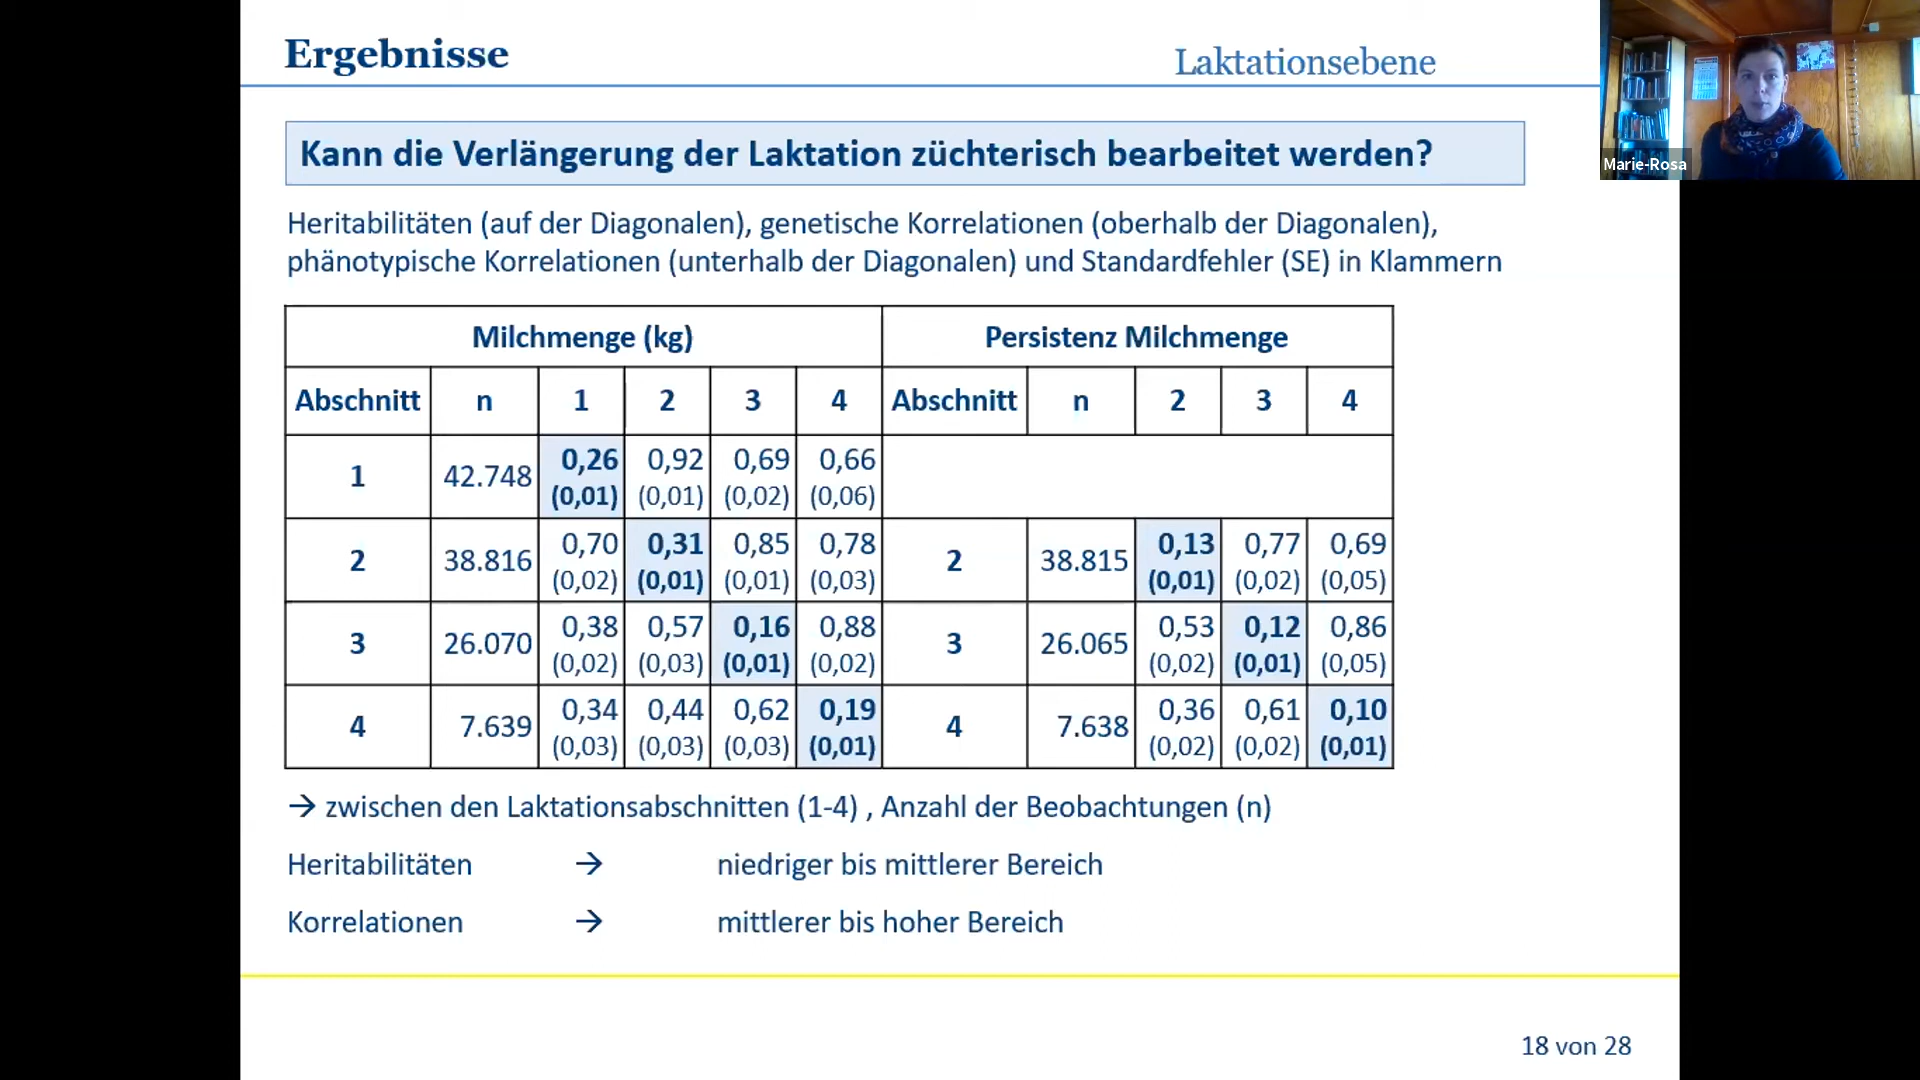 Ergebnisse
Laktationsebene
Marie-Rosa
Kann die Verlängerung der Laktation züchterisch bearbeitet werden?
Heritabilitäten (auf der Diagonalen), genetische Korrelationen (oberhalb der Diagonalen),
phänotypische Korrelationen (unterhalb der Diagonalen) und Standardfehler (SE) in Klammern
Milchmenge (kg) Persistenz Milchmenge
Abschnitt n 1 2 3 4 Abschnitt n 2 3 4
1 42.748 0,26 0,92 0,69 0,66
(0,01) (0,01) (0,02) (0,06)
2 38.816 0,70 0,31 0,85 0,78 2 38.815 0,13 0,77 0,69
(0,02) (0,01) (0,01) (0,03) (0,01) (0,02) (0,05)
3 26.070 0,38 0,57 0,16 0,88 3 26.065 0,53 0,12 0,86
(0,02) (0,03) (0,01) (0,02) (0,02) (0,01) (0,05)
4 7.639 0,34 0,44 0,62 0,19 4 7.638 0,36 0,61 0,10
(0,03) (0,03) (0,03) (0,01) (0,02) (0,02) (0,01)
→ zwischen den Laktationsabschnitten (1-4) , Anzahl der Beobachtungen (n)
Heritabilitäten → niedriger bis mittlerer Bereich
Korrelationen → mittlerer bis hoher Bereich
18 von 28